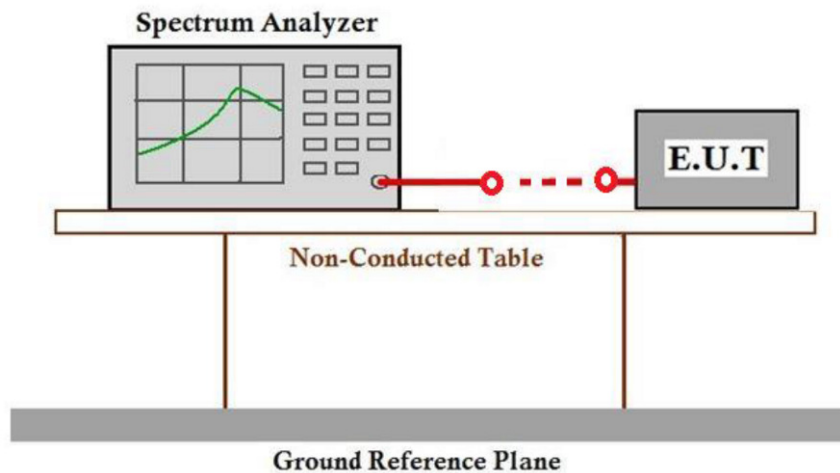 Spectrum Analyzer
E.U.T
Non-Conducted Table
Ground Reference Plane